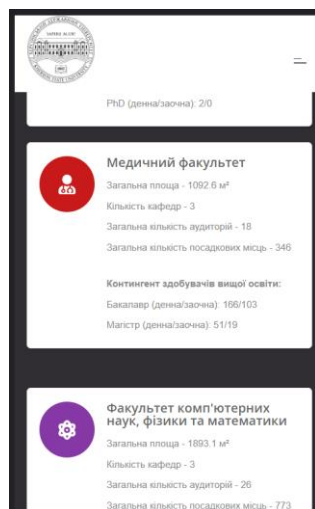 PhD (денна/заочна): 2/0
Медичний факультет
Загальна площа - 1092.6 м²
Кількість кафедр - 3
Загальна кількість аудиторій - 18
Загальна кількість посадкових місць - 346
Контингент здобувачів вищої освіти:
Бакалавр (денна/заочна): 166/103
Магістр (денна/заочна): 51/19
Факультет комп'ютерних
наук, фізики та математики
Загальна площа - 1893.1 м²
Кількість кафедр - 3
Загальна кількість аудиторій - 26
Загальна кількість посадкових місць - 773